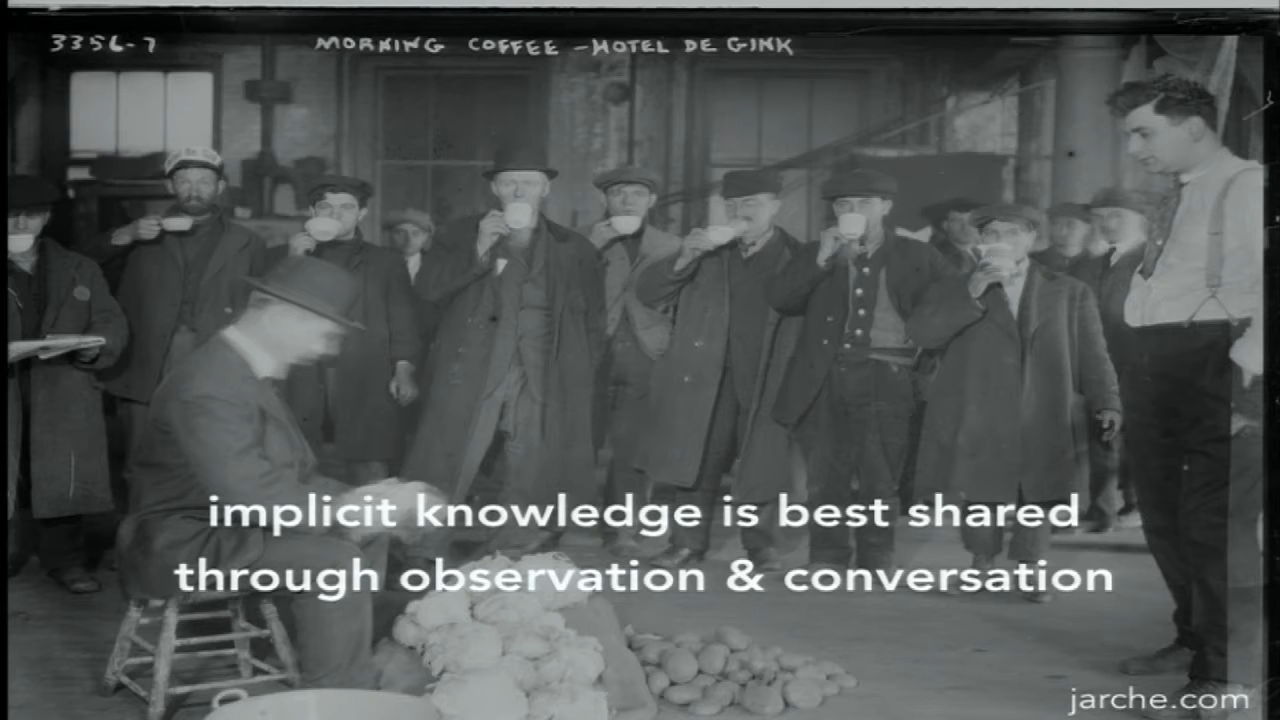 3356-7 MORNING COFFEE - HOTEL DE GINK
implicit knowledge is best shared
through observation & conversation
jarche.com